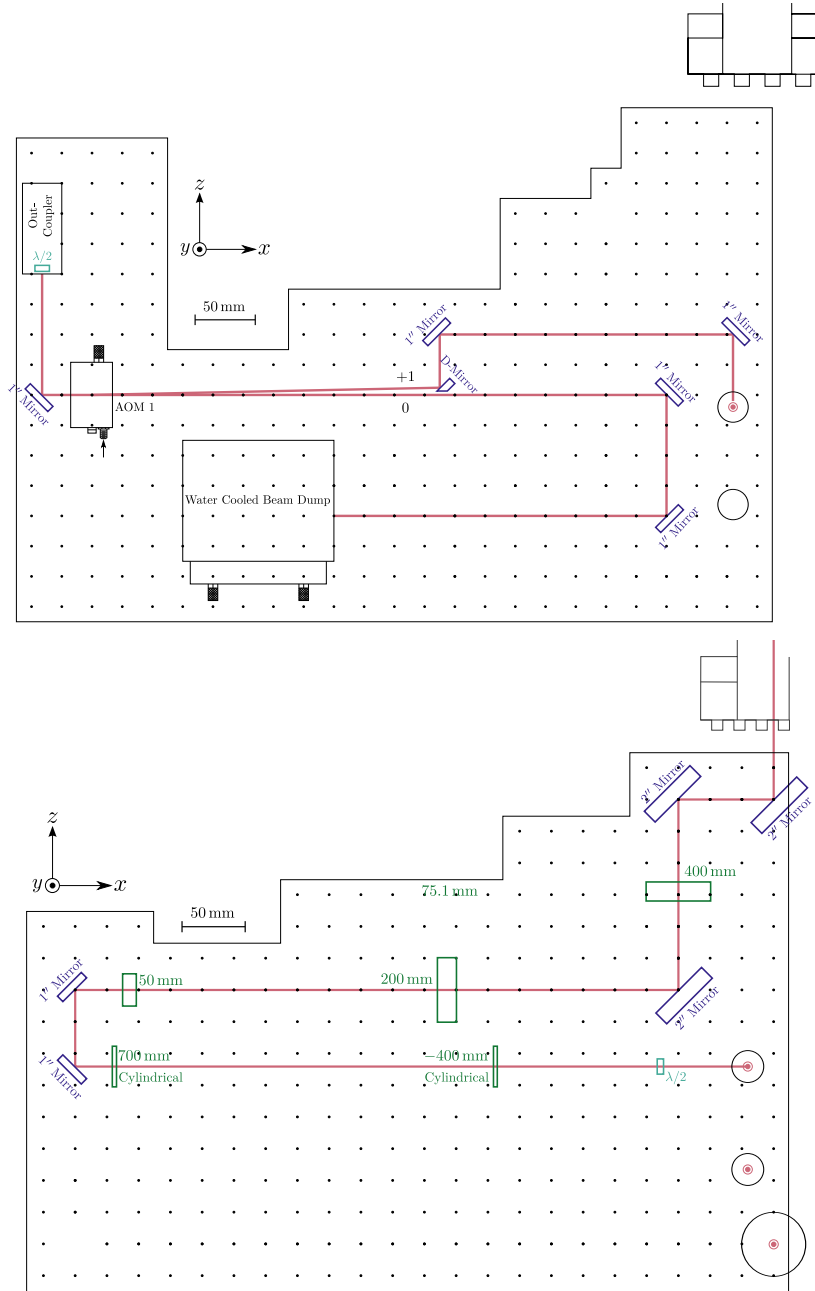 Out-
Coupler
λ/2
z
y
x
50 mm
1″ Mirror
1″ Mirror
D-Mirror
+1
1″ Mirror
1″ Mirror
AOM 1
0
Water Cooled Beam Dump
1″ Mirror
2″ Mirror
2″ Mirror
z
y
x
400 mm
75.1 mm
50 mm
1″ Mirror
50 mm
200 mm
2″ Mirror
1″ Mirror
700 mm
Cylindrical
−400 mm
Cylindrical
λ/2